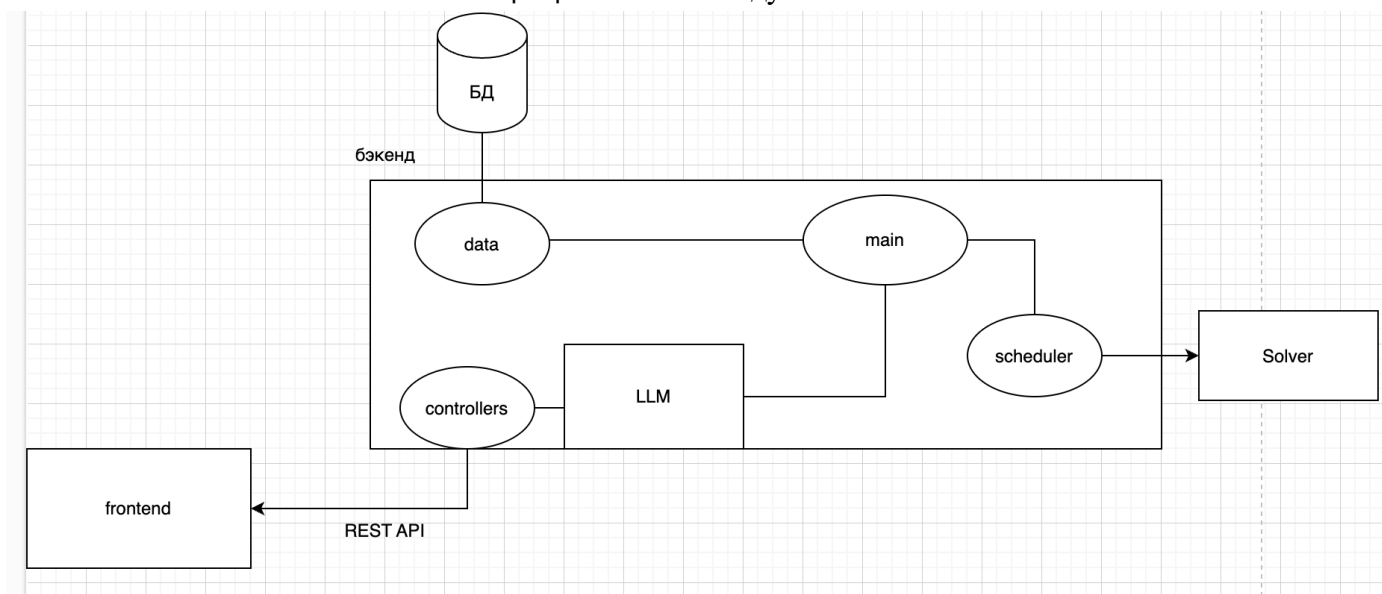 БД
бэкенд
data
main
scheduler
Solver
LLM
controllers
frontend
REST API